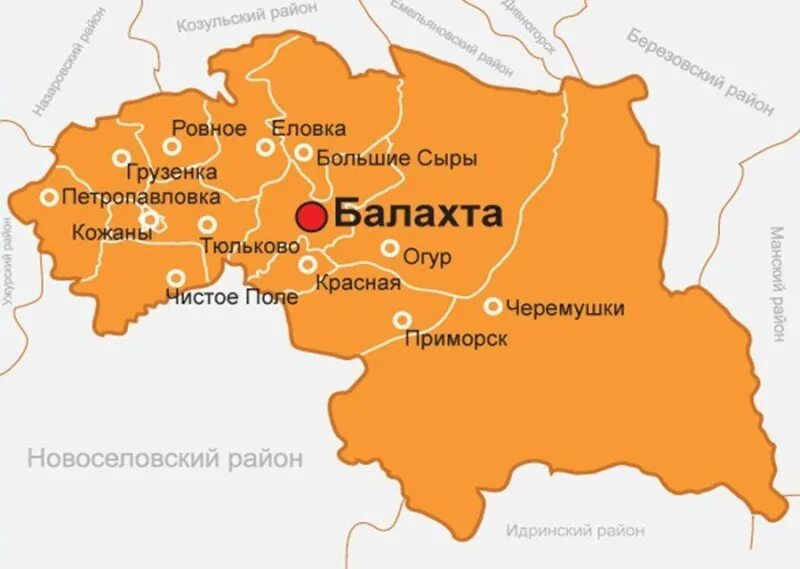 Козульский район
Емельяновский район
Дивногорск
Березовский район
Назаровский район
Ровное
Еловка
Большие Сыры
Грузенка
Петропавловка
Балахта
Кожаны
Тюльково
Огур
Красная
Чистое Поле
Черемушки
Приморск
Ужурский район
Манский район
Новоселовский район
Идринский район